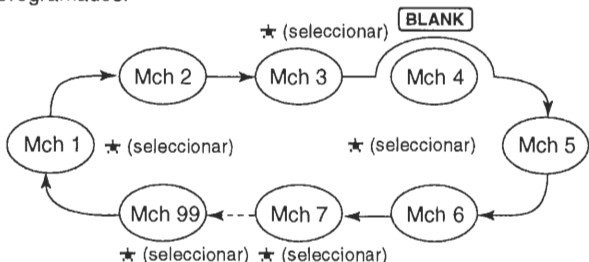 programados.
★ (seleccionar) BLANK
Mch 2 Mch 3 Mch 4
Mch 1 ★ (seleccionar) ★ (seleccionar) Mch 5
Mch 99 Mch 7 Mch 6
★ (seleccionar) ★ (seleccionar)